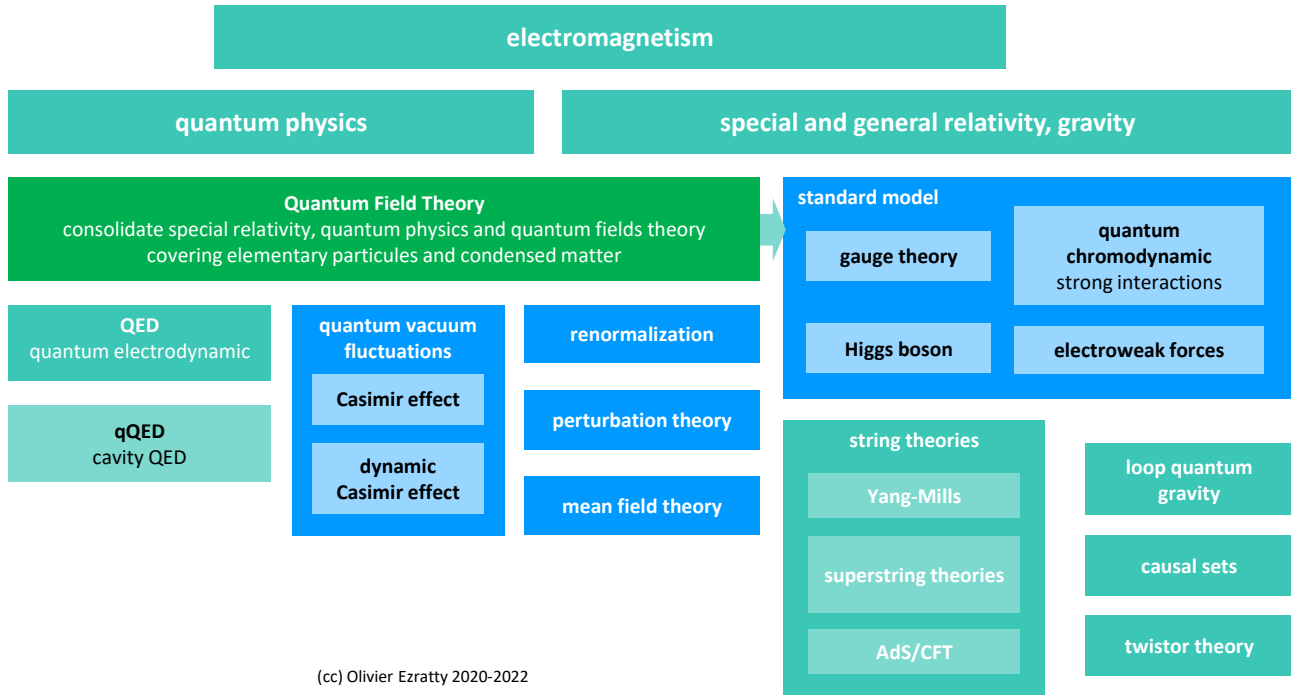 electromagnetism
quantum physics
special and general relativity, gravity
Quantum Field Theory
consolidate special relativity, quantum physics and quantum fields theory
covering elementary particules and condensed matter
standard model
gauge theory
quantum
chromodynamic
strong interactions
Higgs boson
electroweak forces
QED
quantum electrodynamic
qQED
cavity QED
quantum vacuum
fluctuations
Casimir effect
dynamic
Casimir effect
renormalization
perturbation theory
mean field theory
string theories
Yang-Mills
superstring theories
AdS/CFT
loop quantum
gravity
causal sets
twistor theory
(cc) Olivier Ezratty 2020-2022